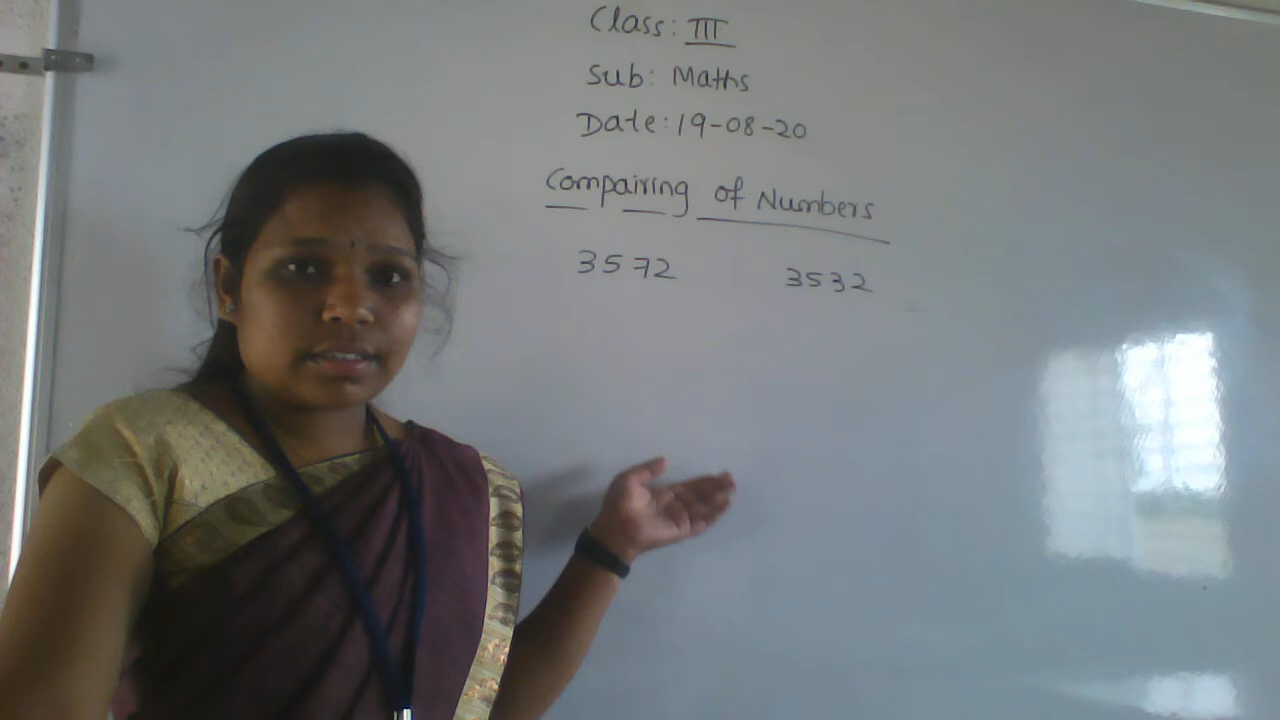 Class: III
Sub: Maths
Date: 19-08-20
Compairing of Numbers
3572 3532